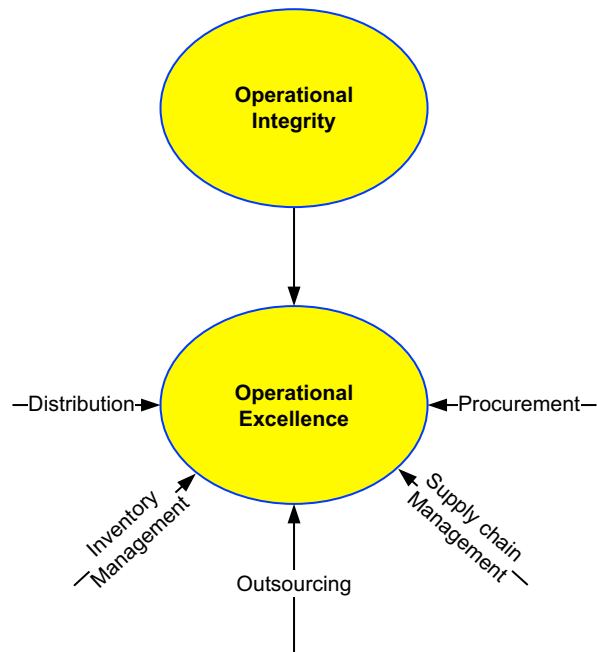 Operational
Integrity
Operational
Excellence
Distribution
Procurement
Inventory
Management
Supply chain
Management
Outsourcing